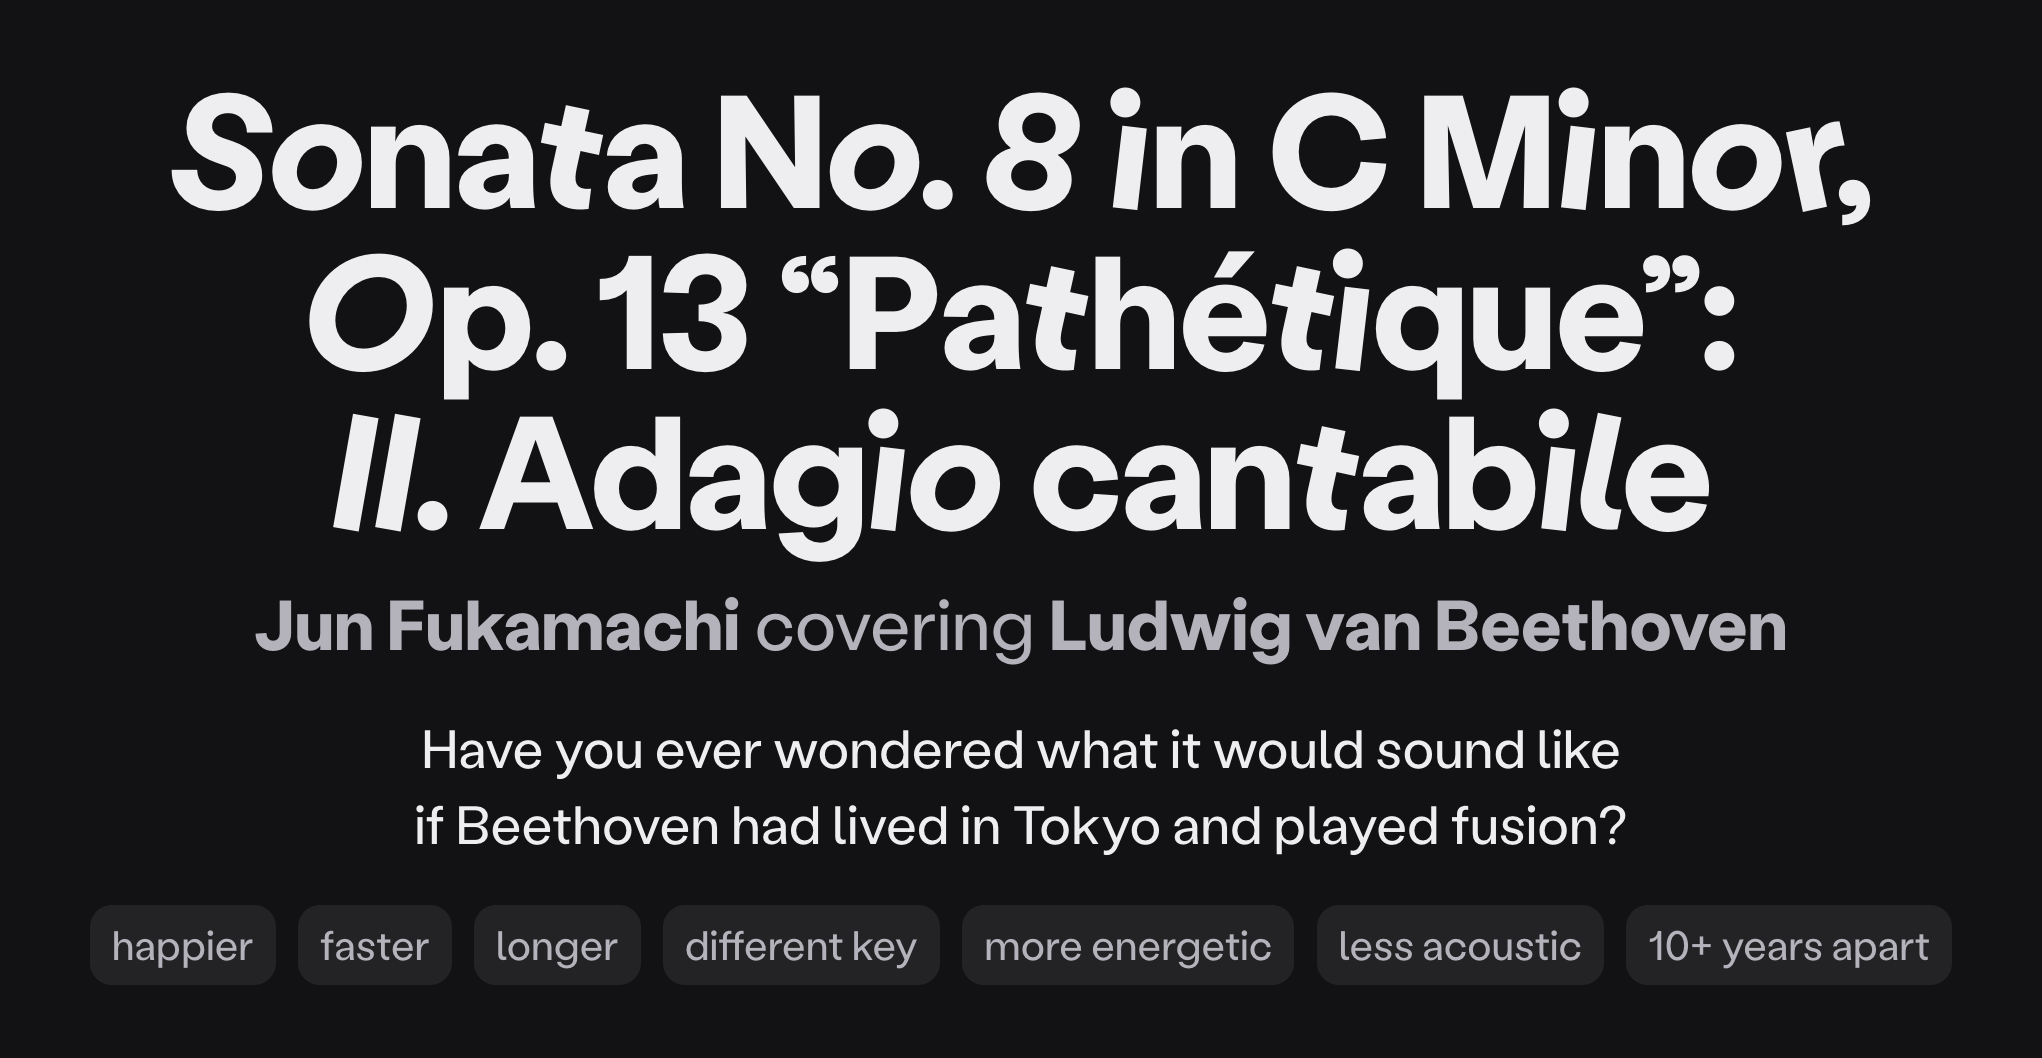 Sonata No. 8 in C Minor,
Op. 13 “Pathétique”:
II. Adagio cantabile
Jun Fukamachi covering Ludwig van Beethoven
Have you ever wondered what it would sound like
if Beethoven had lived in Tokyo and played fusion?
happier faster longer different key more energetic less acoustic 10+ years apart